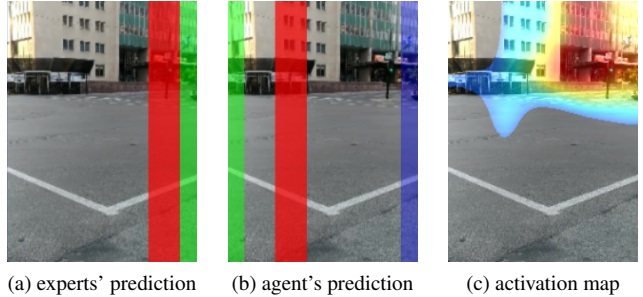 (a) experts’ prediction
(b) agent’s prediction
(c) activation map